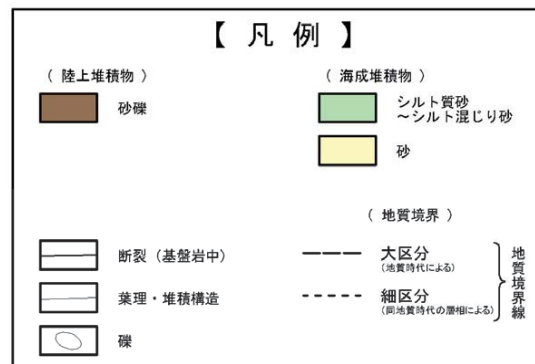 【 凡 例 】
( 陸上堆積物 )
砂礫
( 海成堆積物 )
シルト質砂
～シルト混じり砂
砂
断裂 (基盤岩中)
葉理・堆積構造
礫
( 地質境界 )
大区分
(地質時代による)
細区分
(同地質時代の層相による)
地質境界線